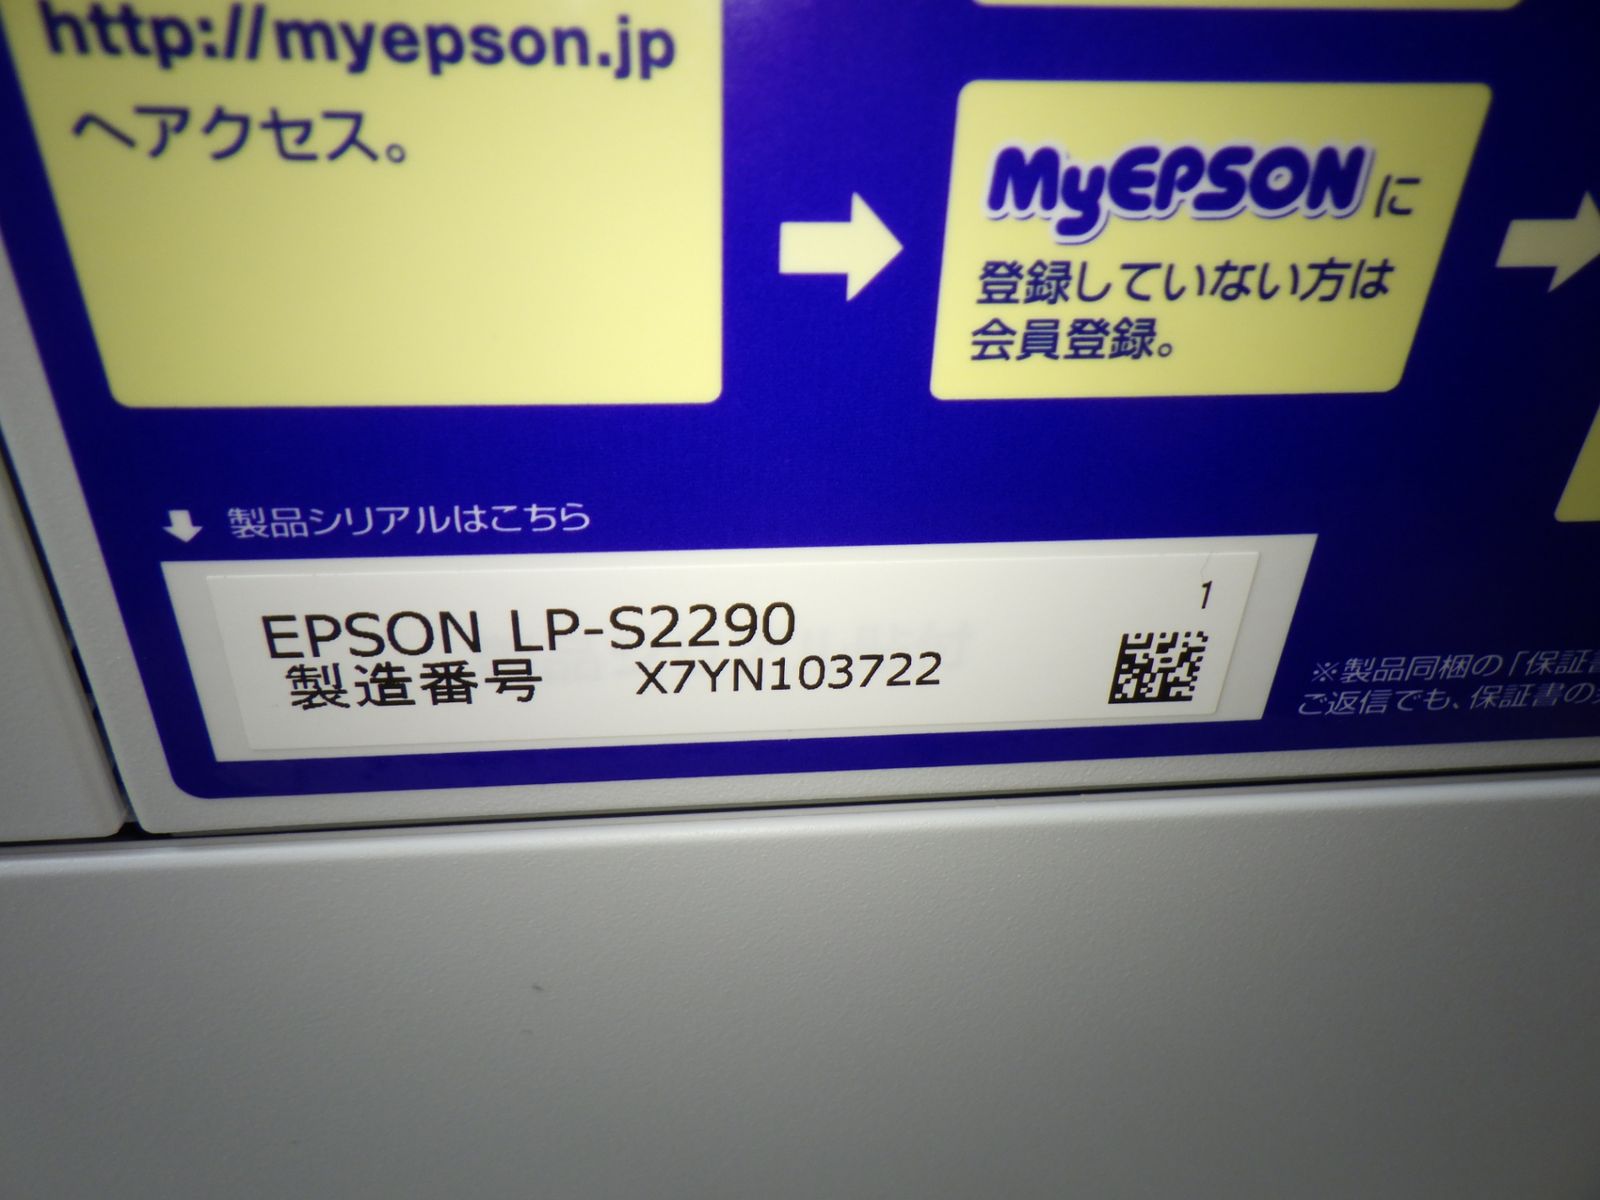 http://myepson.jp
へアクセス。
MyEPSONに
登録していない方は
会員登録。
製品シリアルはこちら
EPSON LP-S2290
1
製造番号 X7YN103722
※製品同梱の「保証書
ご返信でも、保証書の